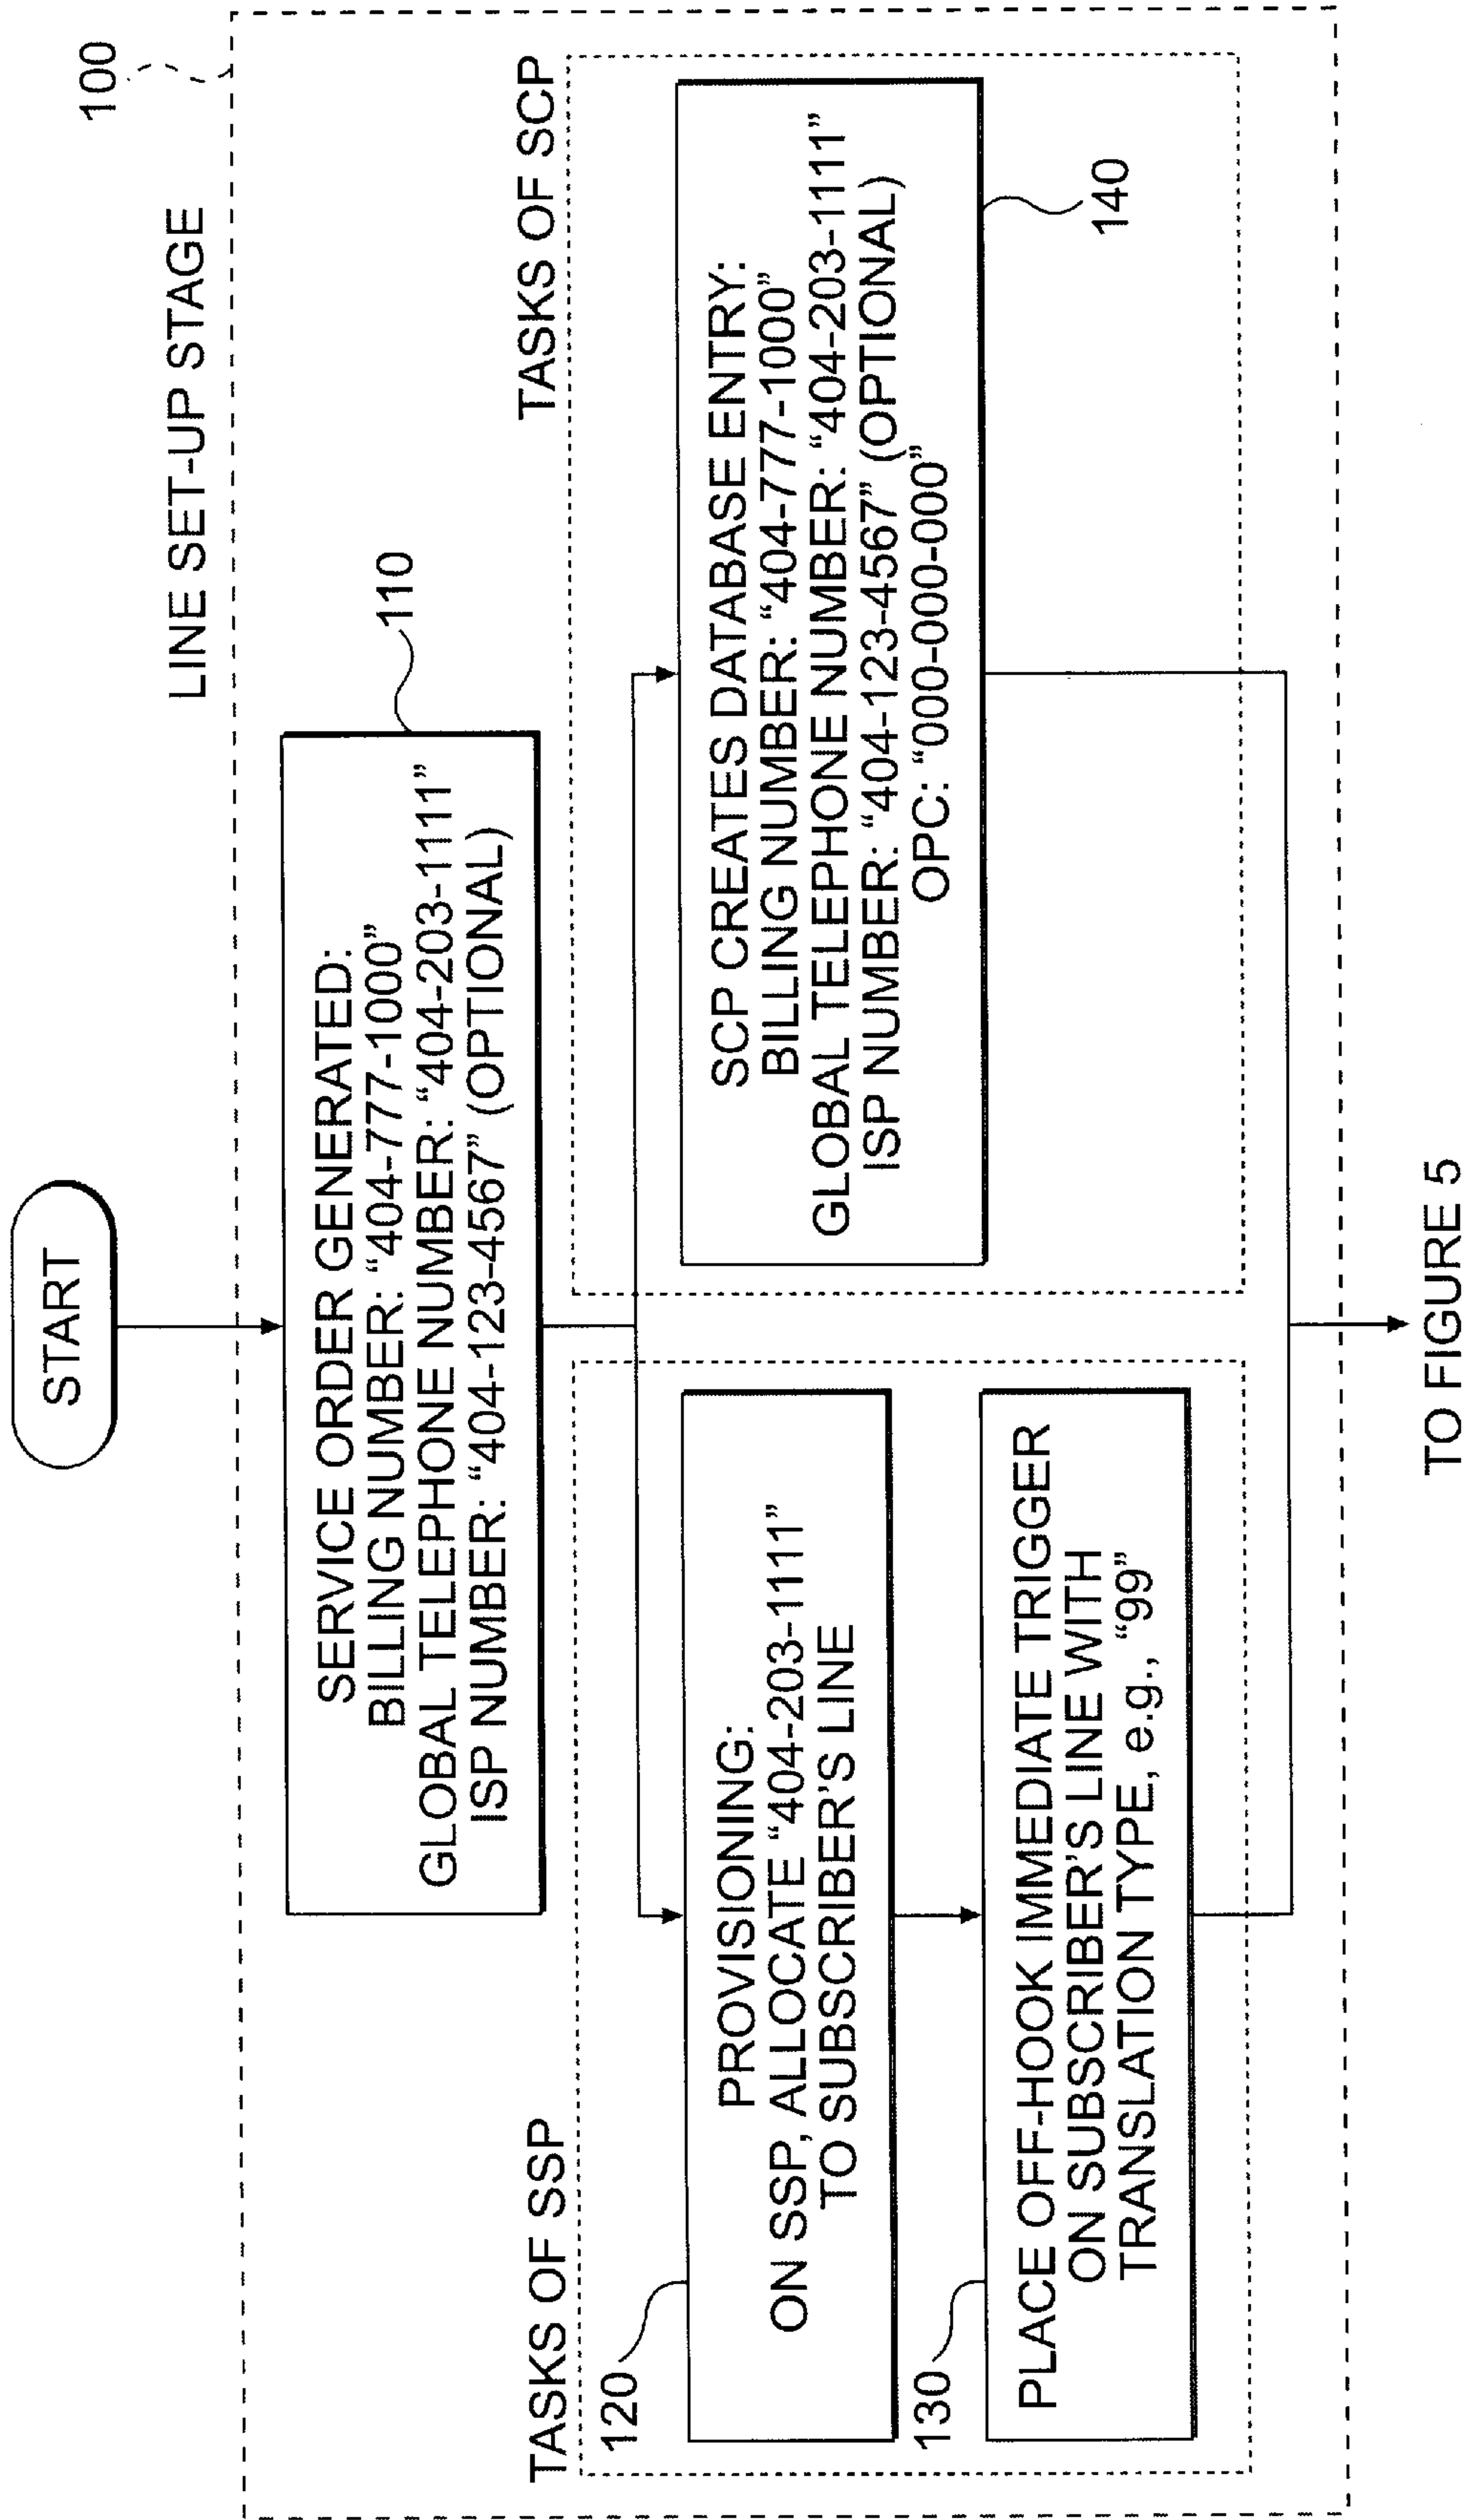 START
100
LINE SET-UP STAGE
SERVICE ORDER GENERATED:
BILLING NUMBER: “404-777-1000”
GLOBAL TELEPHONE NUMBER: “404-203-1111”
ISP NUMBER: “404-123-4567” (OPTIONAL)
110
TASKS OF SSP
120
PROVISIONING:
ON SSP, ALLOCATE “404-203-1111”
TO SUBSCRIBER’S LINE
130
PLACE OFF-HOOK IMMEDIATE TRIGGER
ON SUBSCRIBER’S LINE WITH
TRANSLATION TYPE, e.g., “99”
TASKS OF SCP
SCP CREATES DATABASE ENTRY:
BILLING NUMBER: “404-777-1000”
GLOBAL TELEPHONE NUMBER: “404-203-1111”
ISP NUMBER: “404-123-4567” (OPTIONAL)
OPC: “000-000-000”
140
TO FIGURE 5